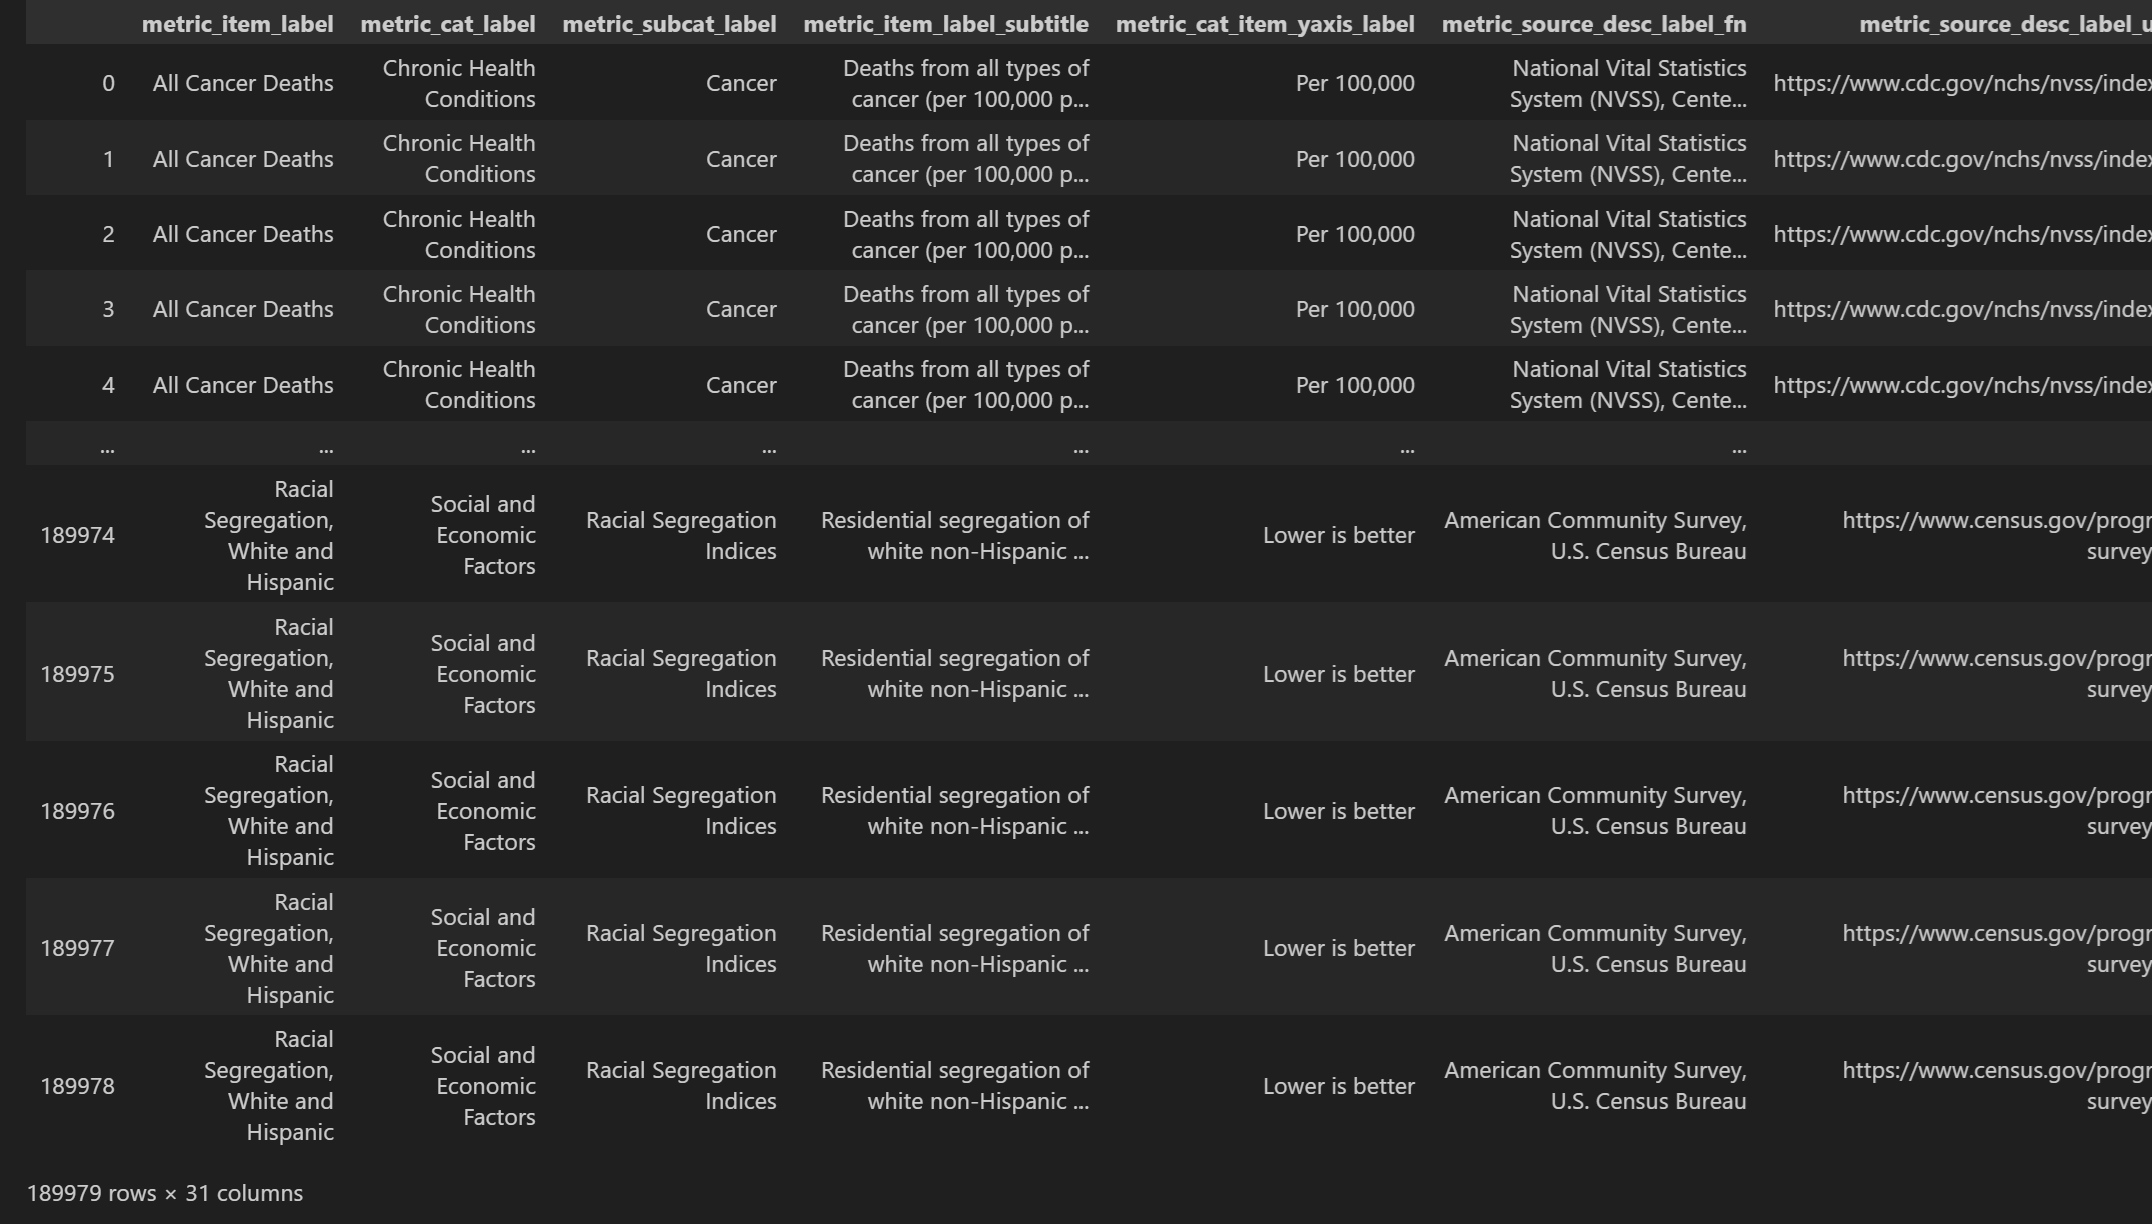 metric_item_label metric_cat_label metric_subcat_label metric_item_label_subtitle metric_cat_item_yaxis_label metric_source_desc_label_fn metric_source_desc_label_u
0 All Cancer Deaths Chronic Health Conditions Cancer Deaths from all types of cancer (per 100,000 p... Per 100,000 National Vital Statistics System (NVSS), Cente... https://www.cdc.gov/nchs/nvss/index
1 All Cancer Deaths Chronic Health Conditions Cancer Deaths from all types of cancer (per 100,000 p... Per 100,000 National Vital Statistics System (NVSS), Cente... https://www.cdc.gov/nchs/nvss/index
2 All Cancer Deaths Chronic Health Conditions Cancer Deaths from all types of cancer (per 100,000 p... Per 100,000 National Vital Statistics System (NVSS), Cente... https://www.cdc.gov/nchs/nvss/index
3 All Cancer Deaths Chronic Health Conditions Cancer Deaths from all types of cancer (per 100,000 p... Per 100,000 National Vital Statistics System (NVSS), Cente... https://www.cdc.gov/nchs/nvss/index
4 All Cancer Deaths Chronic Health Conditions Cancer Deaths from all types of cancer (per 100,000 p... Per 100,000 National Vital Statistics System (NVSS), Cente... https://www.cdc.gov/nchs/nvss/index
... ... ... ... ... ... ...
189974 Racial Segregation, White and Hispanic Social and Economic Factors Racial Segregation Indices Residential segregation of white non-Hispanic ... Lower is better American Community Survey, U.S. Census Bureau https://www.census.gov/progr survey
189975 Racial Segregation, White and Hispanic Social and Economic Factors Racial Segregation Indices Residential segregation of white non-Hispanic ... Lower is better American Community Survey, U.S. Census Bureau https://www.census.gov/progr survey
189976 Racial Segregation, White and Hispanic Social and Economic Factors Racial Segregation Indices Residential segregation of white non-Hispanic ... Lower is better American Community Survey, U.S. Census Bureau https://www.census.gov/progr survey
189977 Racial Segregation, White and Hispanic Social and Economic Factors Racial Segregation Indices Residential segregation of white non-Hispanic ... Lower is better American Community Survey, U.S. Census Bureau https://www.census.gov/progr survey
189978 Racial Segregation, White and Hispanic Social and Economic Factors Racial Segregation Indices Residential segregation of white non-Hispanic ... Lower is better American Community Survey, U.S. Census Bureau https://www.census.gov/progr survey
189979 rows × 31 columns